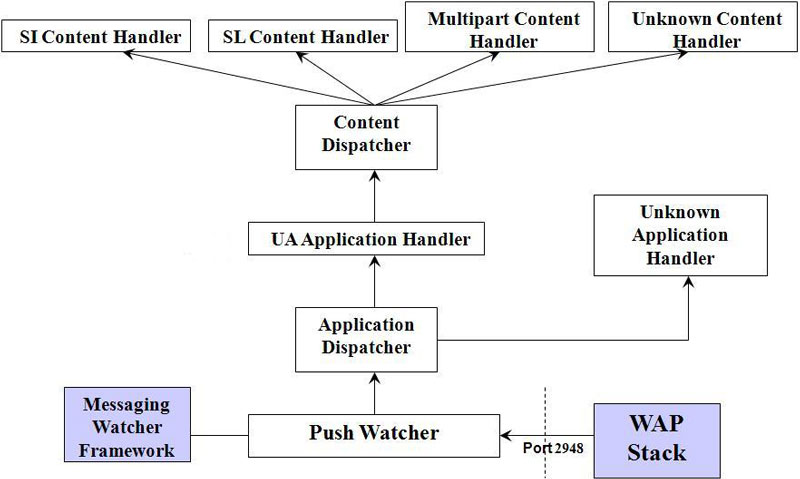 SI Content Handler
SL Content Handler
Multipart Content
Handler
Unknown Content
Handler
Content
Dispatcher
UA Application Handler
Unknown
Application
Handler
Application
Dispatcher
Messaging
Watcher
Framework
Push Watcher
Port 2948
WAP
Stack